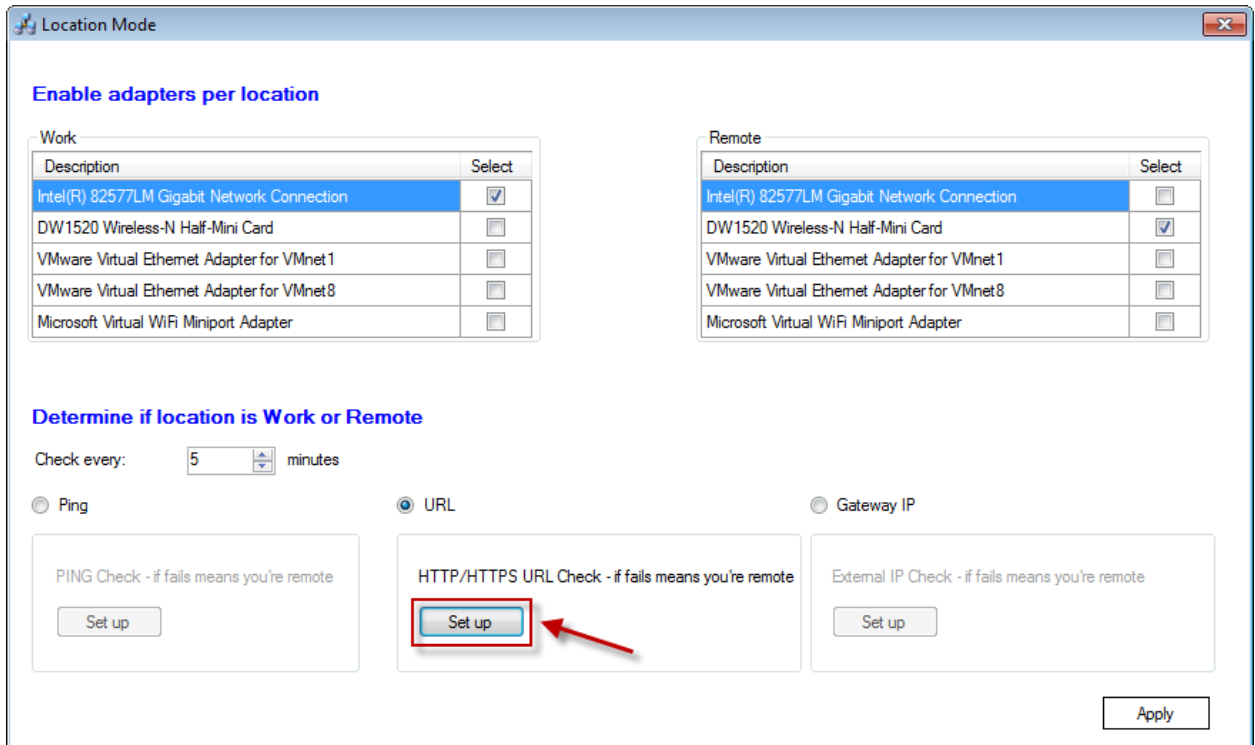 Location Mode
Enable adapters per location
Work
Description Select
Intel(R) 82577LM Gigabit Network Connection
DW1520 Wireless-N Half-Mini Card
VMware Virtual Ethernet Adapter for VMnet1
VMware Virtual Ethernet Adapter for VMnet8
Microsoft Virtual WiFi Miniport Adapter
Remote
Description Select
Intel(R) 82577LM Gigabit Network Connection
DW1520 Wireless-N Half-Mini Card
VMware Virtual Ethernet Adapter for VMnet1
VMware Virtual Ethernet Adapter for VMnet8
Microsoft Virtual WiFi Miniport Adapter
Determine if location is Work or Remote
Check every: 5 minutes
Ping
PING Check - if fails means you're remote
Set up
URL
HTTP/HTTPS URL Check - if fails means you're remote
Set up
Gateway IP
External IP Check - if fails means you're remote
Set up
Apply